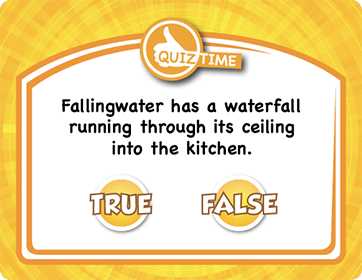 QUIZ TIME
Fallingwater has a waterfall
running through its ceiling
into the kitchen.
TRUE FALSE